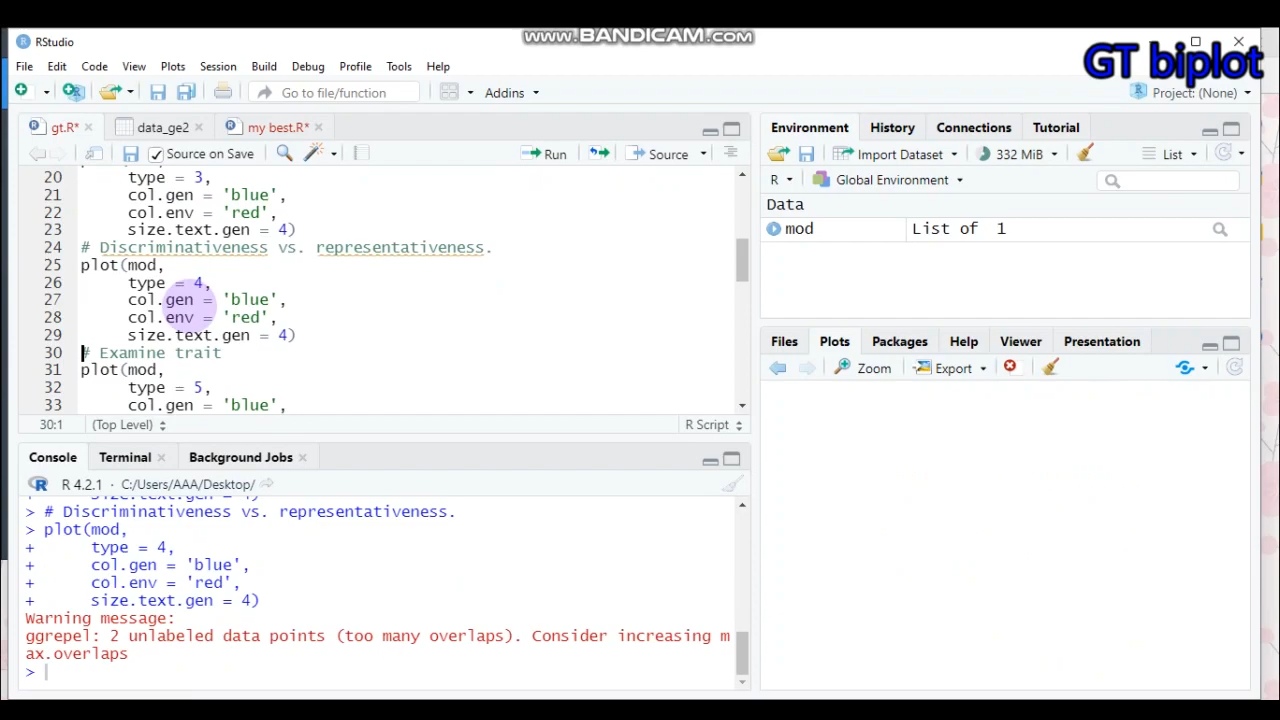 www.BANDICAM.com
RStudio
GT biplot
File Edit Code View Plots Session Build Debug Profile Tools Help
Go to file/function Addins Project: (None)
gt.R* data_ge2 my best.R*
Source on Save Run Source
20 type = 3,
21 col.gen = 'blue',
22 col.env = 'red',
23 size.text.gen = 4)
24 # Discriminativeness vs. representativeness.
25 plot(mod,
26 type = 4,
27 col.gen = 'blue',
28 col.env = 'red',
29 size.text.gen = 4)
30 # Examine trait
31 plot(mod,
32 type = 5,
33 col.gen = 'blue',
30:1 (Top Level) R Script
Console Terminal Background Jobs
R 4.2.1 · C:/Users/AAA/Desktop/
+ size.text.gen = 4)
> # Discriminativeness vs. representativeness.
> plot(mod,
+ type = 4,
+ col.gen = 'blue',
+ col.env = 'red',
+ size.text.gen = 4)
Warning message:
ggrepel: 2 unlabeled data points (too many overlaps). Consider increasing m
ax.overlaps
>
Environment History Connections Tutorial
Import Dataset 332 MiB List
R Global Environment
Data
mod List of 1
Files Plots Packages Help Viewer Presentation
Zoom Export